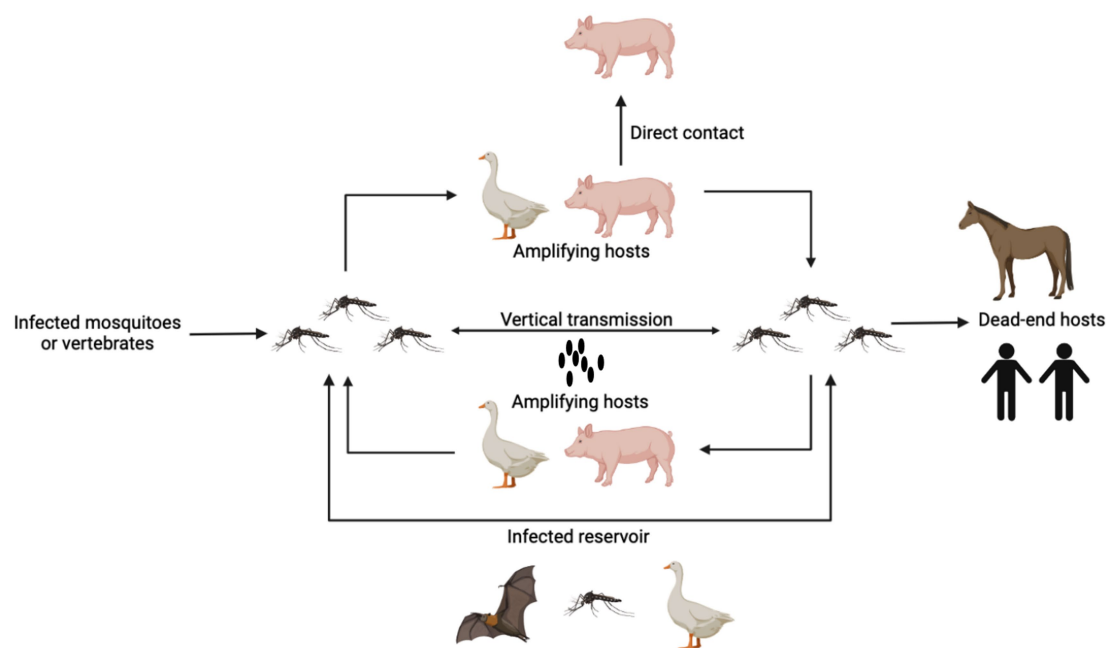 Direct contact
Amplifying hosts
Infected mosquitoes
or vertebrates
Vertical transmission
Dead-end hosts
Amplifying hosts
Infected reservoir